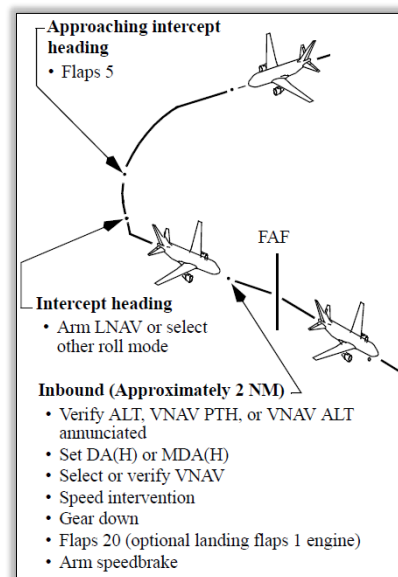 Approaching intercept
heading
• Flaps 5
FAF
Intercept heading
• Arm LNAV or select
other roll mode
Inbound (Approximately 2 NM)
• Verify ALT, VNAV PTH, or VNAV ALT
annunciated
• Set DA(H) or MDA(H)
• Select or verify VNAV
• Speed intervention
• Gear down
• Flaps 20 (optional landing flaps 1 engine)
• Arm speedbrake